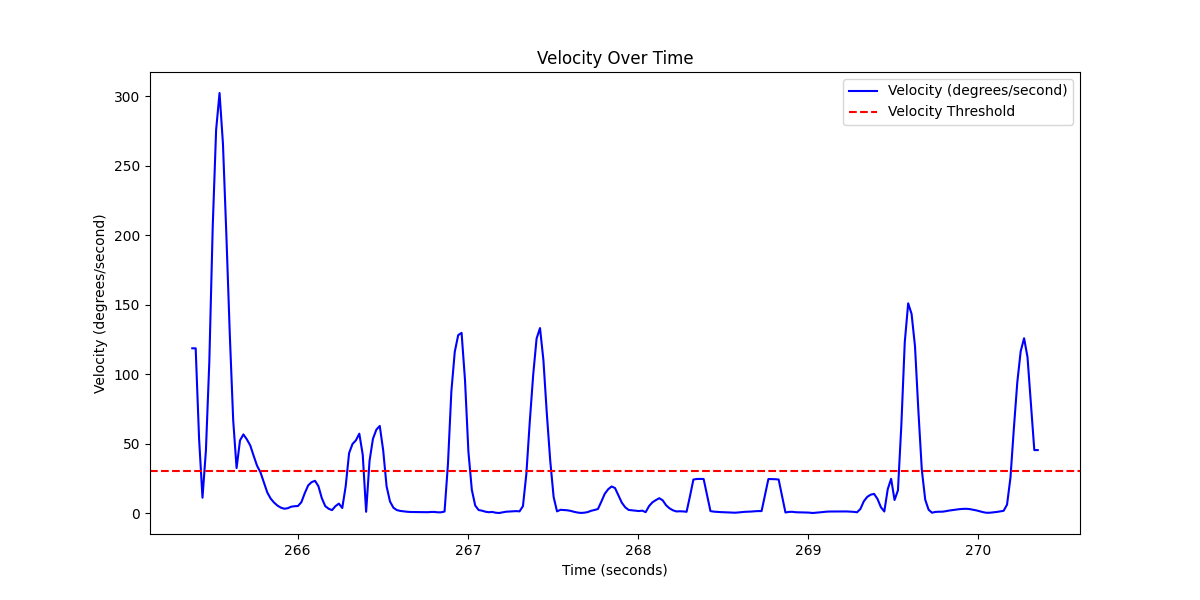 Velocity Over Time
Velocity (degrees/second)
Velocity Threshold
300
250
200
150
100
50
0
Velocity (degrees/second)
266
267
268
269
270
Time (seconds)